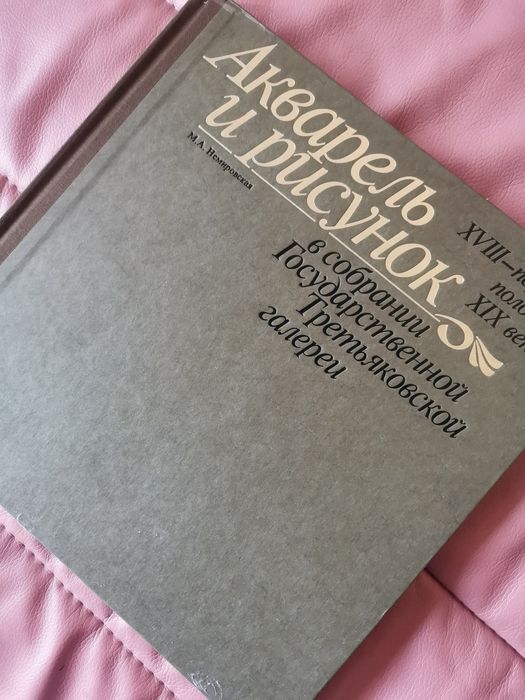 Акварель
и рисунок
М.А. Немировская
XVIII—
XIX
в собрании
Государственной
Третьяковской
галереи